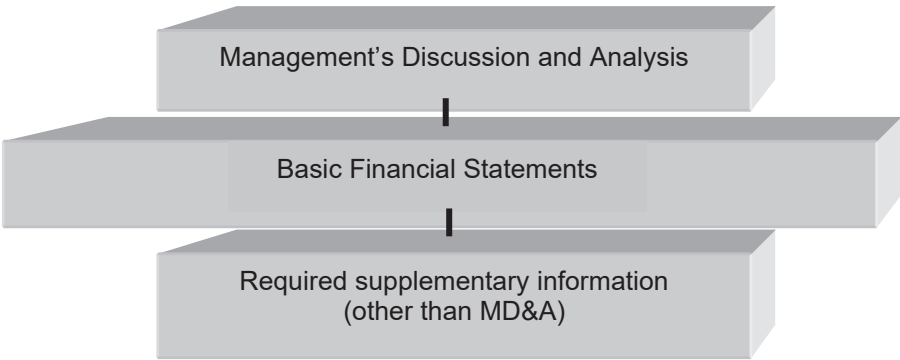 Management’s Discussion and Analysis
Basic Financial Statements
Required supplementary information
(other than MD&A)